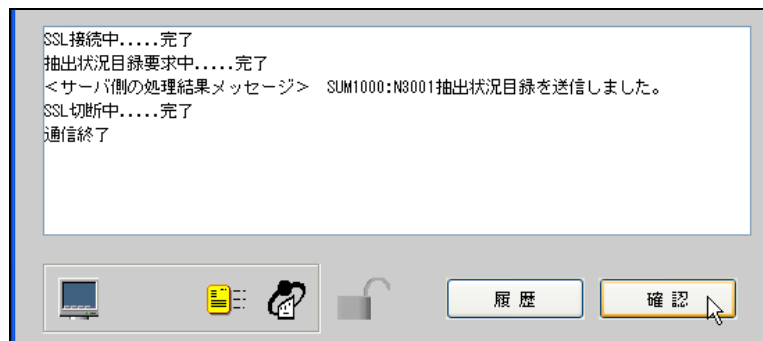 SSL接続中.....完了
抽出状況目録要求中.....完了
<サーバ側の処理結果メッセージ>　SUM1000:N3001抽出状況目録を送信しました。
SSL切断中.....完了
通信終了
履 歴
確 認